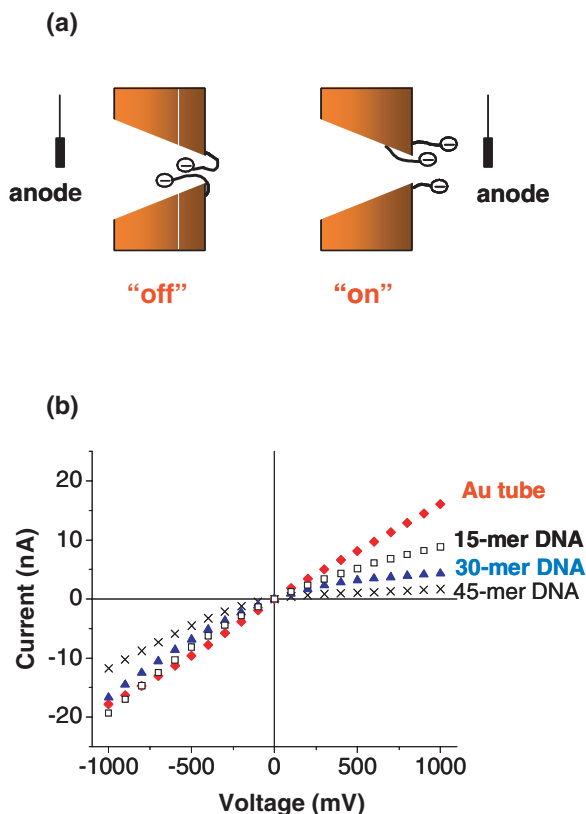 (a)
anode
anode
“off”
“on”
(b)
20
10
0
-10
-20
Current (nA)
Au tube
15-mer DNA
30-mer DNA
45-mer DNA
-1000
-500
0
500
1000
Voltage (mV)